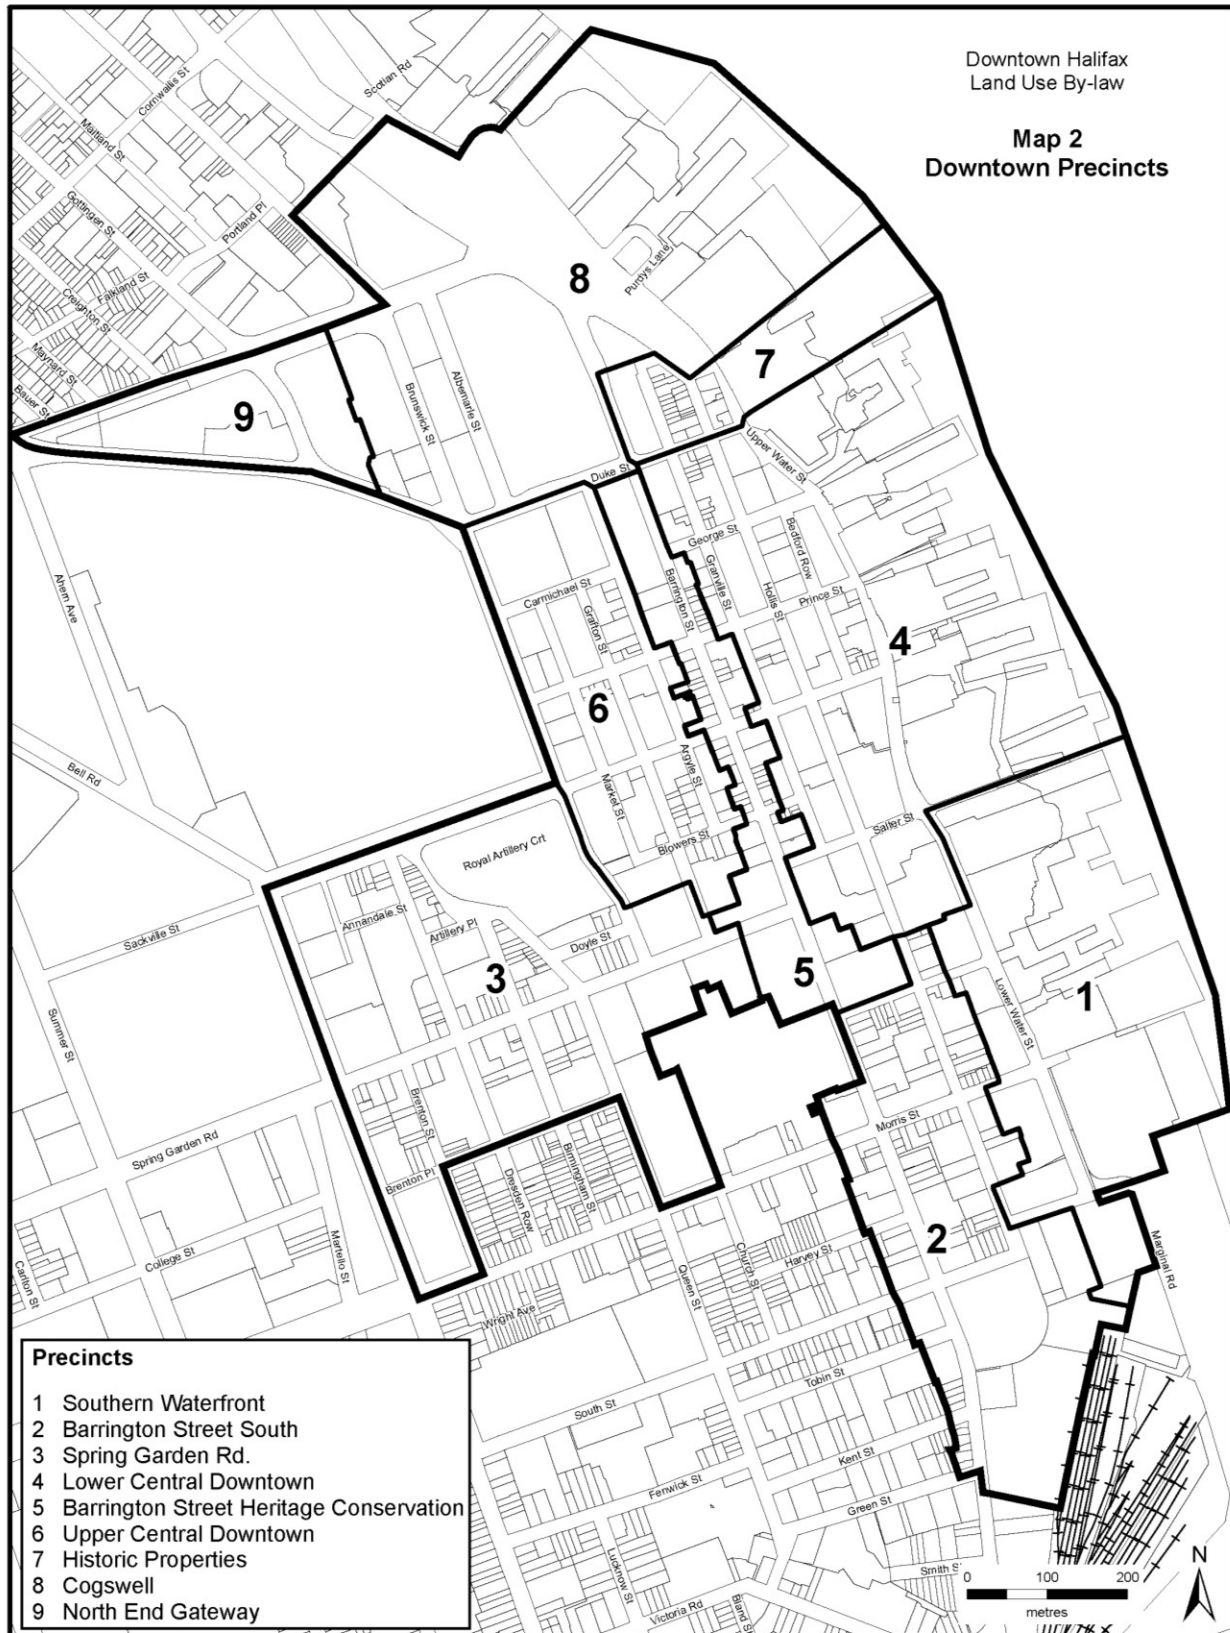 Downtown Halifax
Land Use By-law
Map 2
Downtown Precincts
Scotian Rd
Cornwallis St
Maitland St
Gottingen St
Portland Pl
Falkland St
Creighton St
Maynard St
Bauer St
Purdys Lane
8
7
9
Brunswick St
Albemarle St
Upper Water St
Duke St
George St
Bedford Row
Ahern Ave
Carmichael St
Grafton St
Barrington St
Granville St
Hollis St
Prince St
4
6
Bell Rd
Market St
Argyle St
Blowers St
Salter St
Royal Artillery Crt
Annandale St
Artillery Pl
Doyle St
Sackville St
3
5
1
Lower Water St
Summer St
Brenton St
Morris St
Spring Garden Rd
Brenton Pl
Dresden Row
Birmingham St
2
Marginal Rd
College St
Martello St
Carlton St
Church St
Harvey St
Queen St
Wright Ave
Tobin St
South St
Kent St
Fenwick St
Green St
Lucknow St
Smith S
Victoria Rd
Bland S
Precincts
1 Southern Waterfront
2 Barrington Street South
3 Spring Garden Rd.
4 Lower Central Downtown
5 Barrington Street Heritage Conservation
6 Upper Central Downtown
7 Historic Properties
8 Cogswell
9 North End Gateway
0 100 200
metres
N